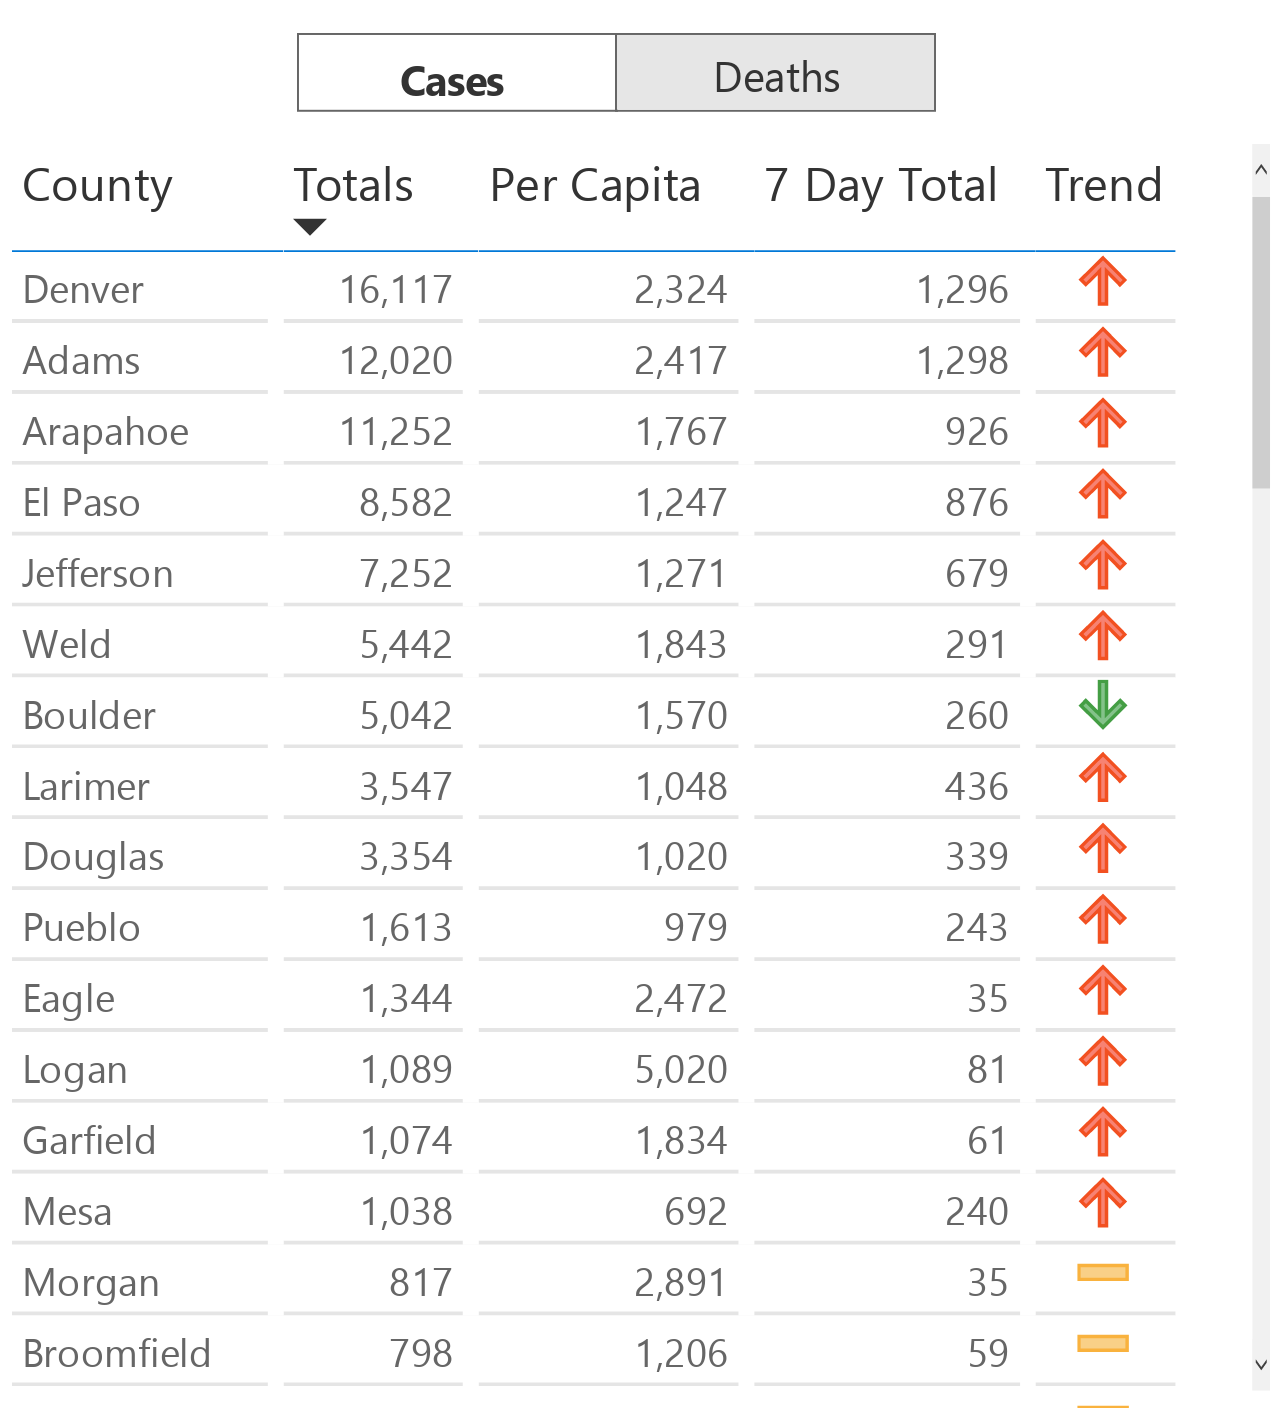 Cases Deaths
County Totals Per Capita 7 Day Total Trend
Denver 16,117 2,324 1,296
Adams 12,020 2,417 1,298
Arapahoe 11,252 1,767 926
El Paso 8,582 1,247 876
Jefferson 7,252 1,271 679
Weld 5,442 1,843 291
Boulder 5,042 1,570 260
Larimer 3,547 1,048 436
Douglas 3,354 1,020 339
Pueblo 1,613 979 243
Eagle 1,344 2,472 35
Logan 1,089 5,020 81
Garfield 1,074 1,834 61
Mesa 1,038 692 240
Morgan 817 2,891 35
Broomfield 798 1,206 59